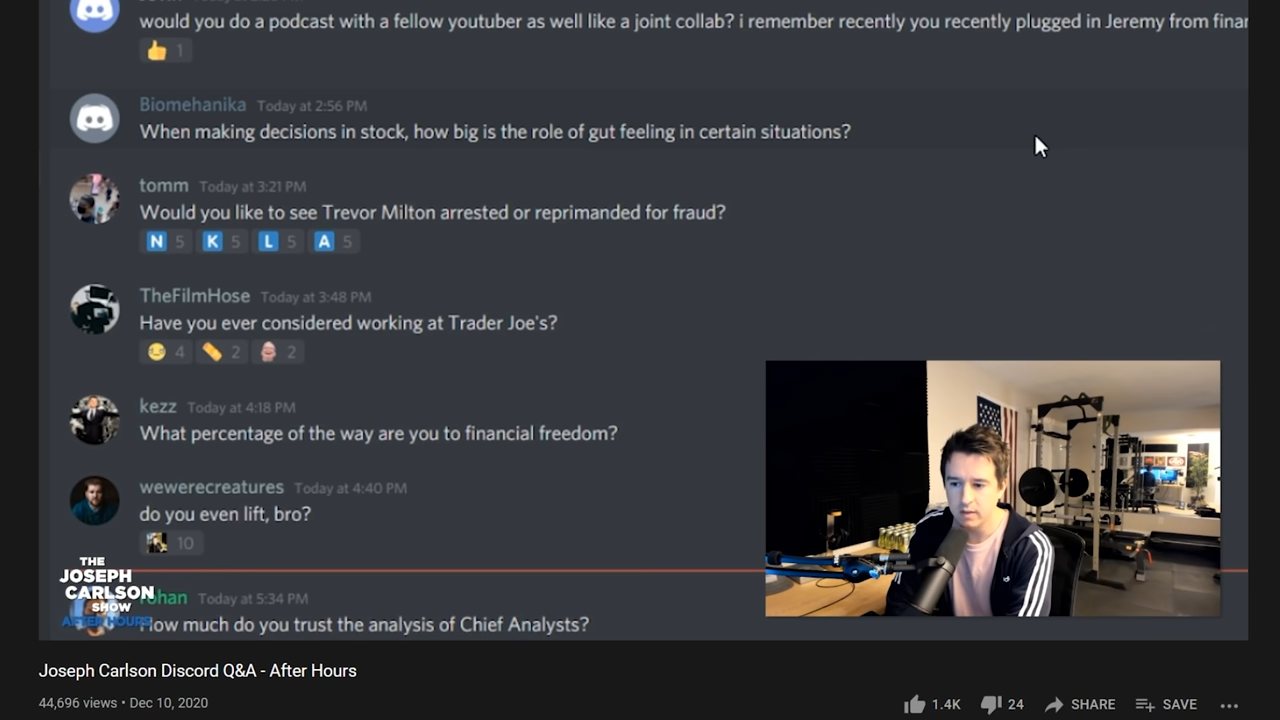 would you do a podcast with a fellow youtuber as well like a joint collab? i remember recently you recently plugged in Jeremy from finan
1
Biomehanika Today at 2:56 PM
When making decisions in stock, how big is the role of gut feeling in certain situations?
tomm Today at 3:21 PM
Would you like to see Trevor Milton arrested or reprimanded for fraud?
N 5 K 5 L 5 A 5
TheFilmHose Today at 3:48 PM
Have you ever considered working at Trader Joe's?
4 2 2
kezz Today at 4:18 PM
What percentage of the way are you to financial freedom?
wewerecreatures Today at 4:40 PM
do you even lift, bro?
10
THE
JOSEPH
CARLSON
SHOW
AFTER HOURS
rohan Today at 5:34 PM
How much do you trust the analysis of Chief Analysts?
Joseph Carlson Discord Q&A - After Hours
44,696 views • Dec 10, 2020
1.4K 24 SHARE SAVE